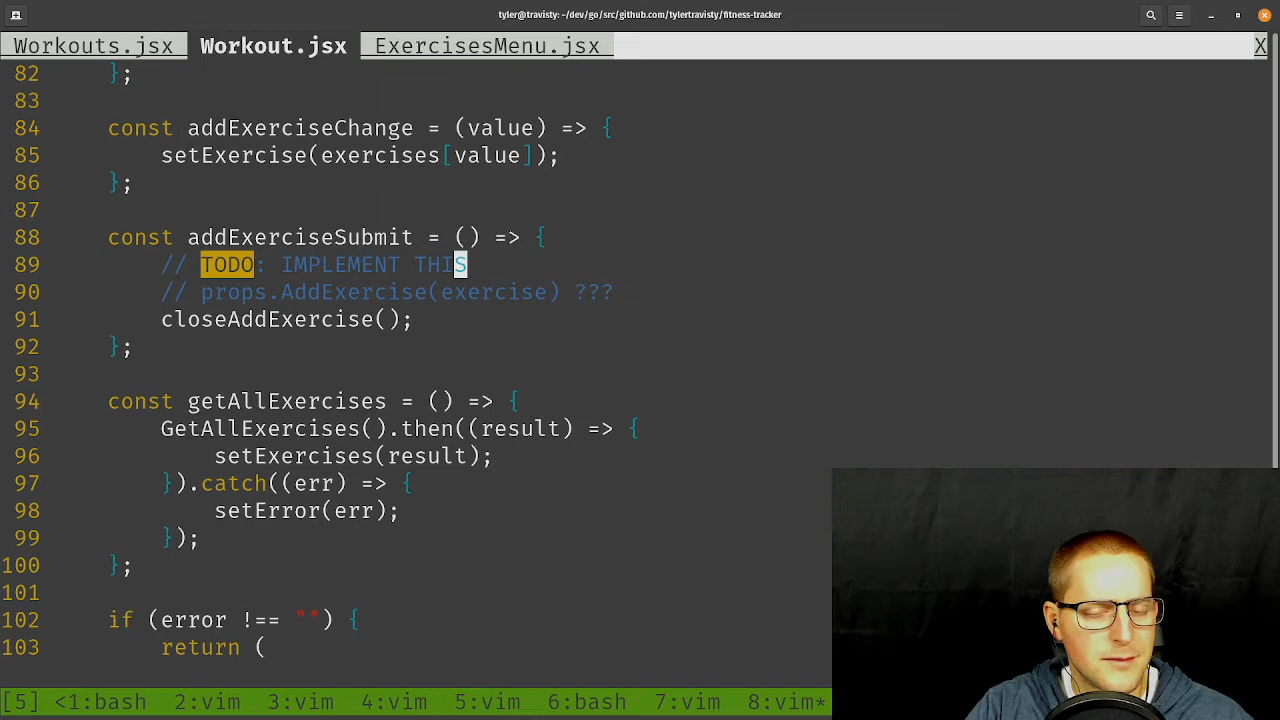 tyler@travisty: ~/dev/go/src/github.com/tylertravisty/fitness-tracker
Workouts.jsx Workout.jsx ExercisesMenu.jsx X
82 };
83
84 const addExerciseChange = (value) => {
85 setExercise(exercises[value]);
86 };
87
88 const addExerciseSubmit = () => {
89 // TODO: IMPLEMENT THIS
90 // props.AddExercise(exercise) ???
91 closeAddExercise();
92 };
93
94 const getAllExercises = () => {
95 GetAllExercises().then((result) => {
96 setExercises(result);
97 }).catch((err) => {
98 setError(err);
99 });
100 };
101
102 if (error !== "") {
103 return (
[5] <1:bash 2:vim 3:vim 4:vim 5:vim 6:bash 7:vim 8:vim*